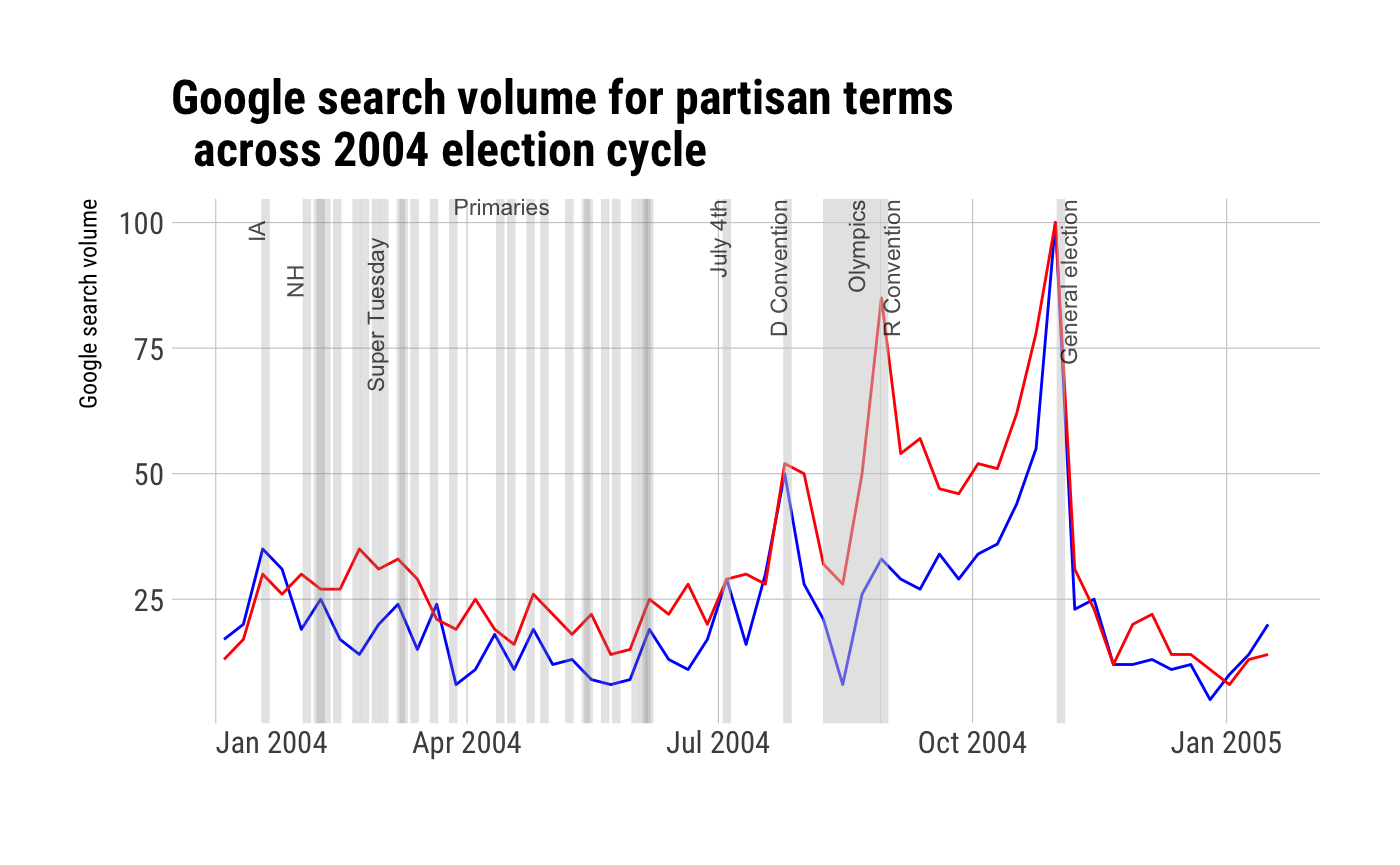 Google search volume for partisan terms
across 2004 election cycle
Google search volume
100
75
50
25
IA
NH
Super Tuesday
Primaries
July 4th
D Convention
Olympics
R Convention
General election
Jan 2004
Apr 2004
Jul 2004
Oct 2004
Jan 2005